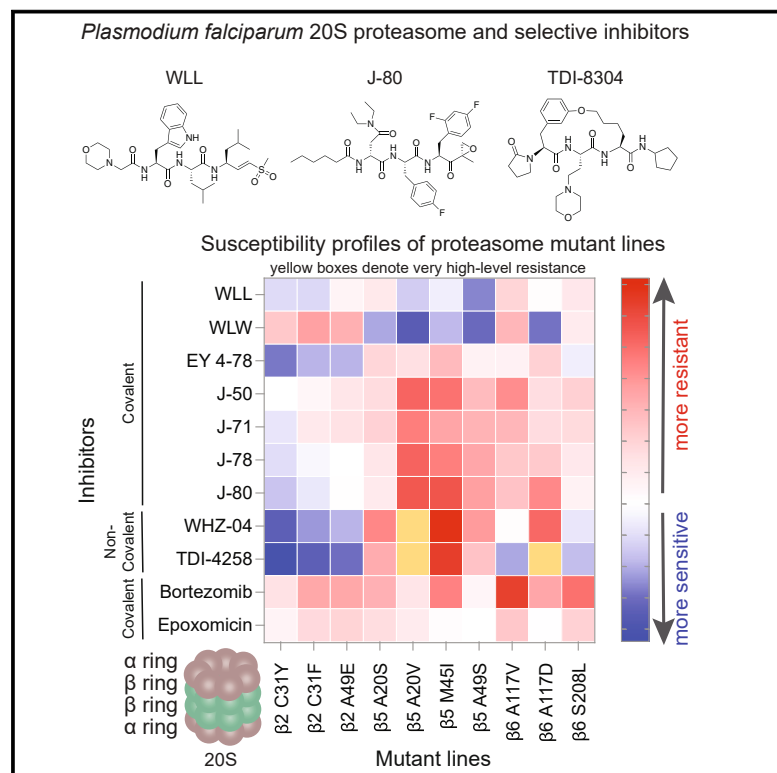 Plasmodium falciparum 20S proteasome and selective inhibitors
WLL
J-80
TDI-8304
Susceptibility profiles of proteasome mutant lines
yellow boxes denote very high-level resistance
Inhibitors
Covalent
Non-
Covalent
Covalent
WLL
WLW
EY 4-78
J-50
J-71
J-78
J-80
WHZ-04
TDI-4258
Bortezomib
Epoxomicin
more resistant
more sensitive
β2 C31Y
β2 C31F
β2 A49E
β5 A20S
β5 A20V
β5 M45I
β5 A49S
β6 A117V
β6 A117D
β6 S208L
Mutant lines
α ring
β ring
β ring
α ring
20S